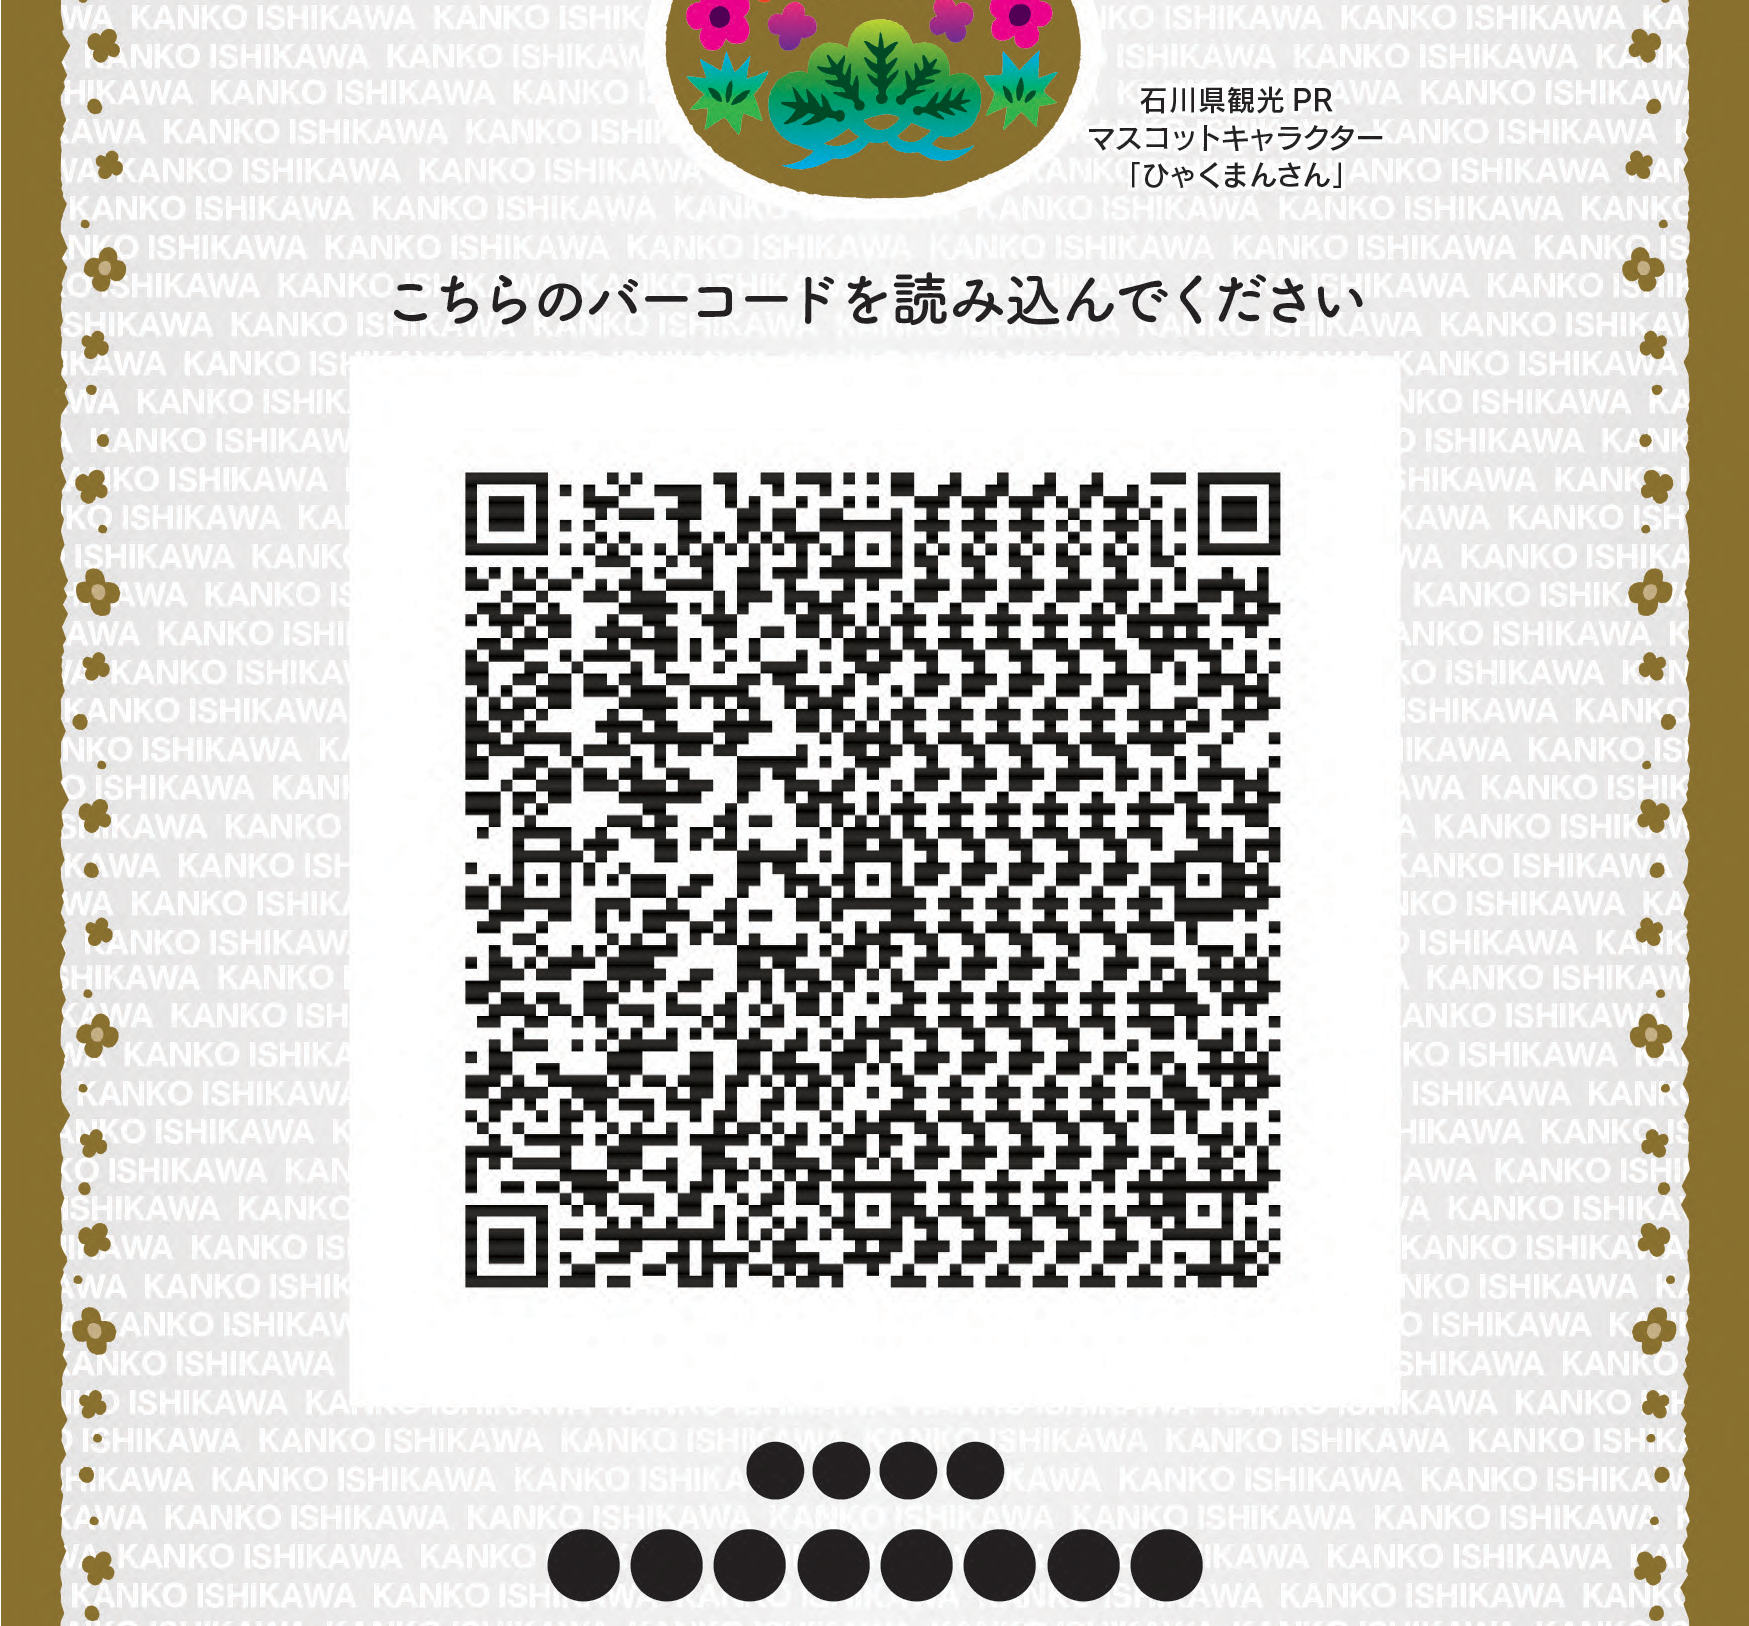 石川県観光 PR
マスコットキャラクター
「ひゃくまんさん」
こちらのバーコードを読み込んでください
KANKO ISHIKAWA